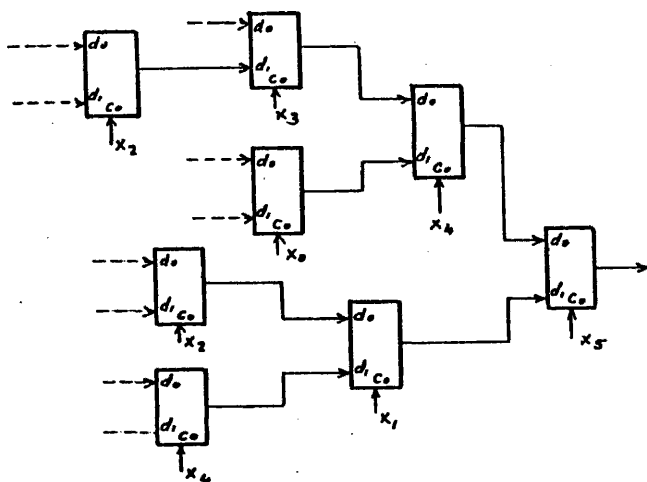 d₀
d₁
c₀
x₂
d₀
d₁
c₀
x₃
d₀
d₁
c₀
x₄
d₀
d₁
c₀
x₀
d₀
d₁
c₀
x₂
d₀
d₁
c₀
x₁
d₀
d₁
c₀
x₅
d₀
d₁
c₀